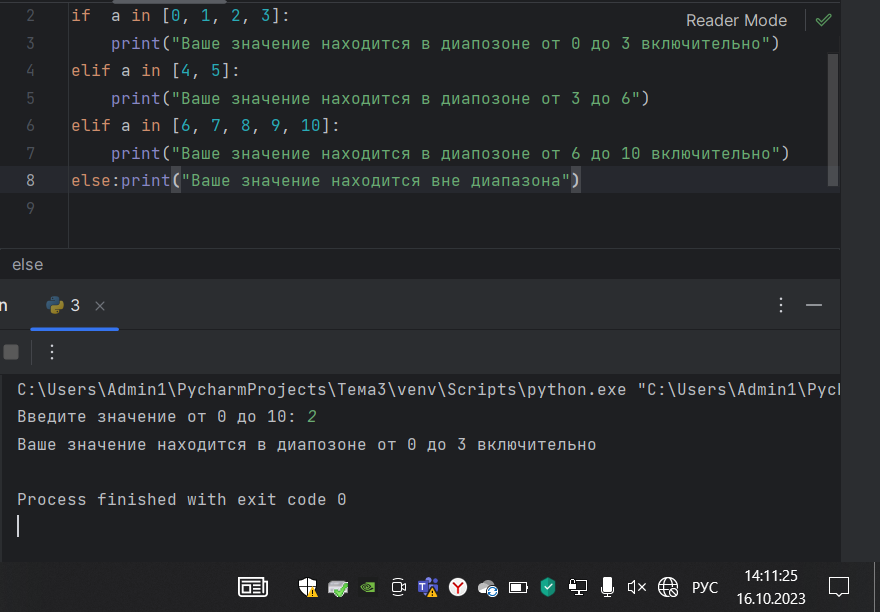 Reader Mode
2 if a in [0, 1, 2, 3]:
3 print("Ваше значение находится в диапозоне от 0 до 3 включительно")
4 elif a in [4, 5]:
5 print("Ваше значение находится в диапозоне от 3 до 6")
6 elif a in [6, 7, 8, 9, 10]:
7 print("Ваше значение находится в диапозоне от 6 до 10 включительно")
8 else:print("Ваше значение находится вне диапазона")
9
else
n 3
C:\Users\Admin1\PycharmProjects\Тема3\venv\Scripts\python.exe "C:\Users\Admin1\Pych
Введите значение от 0 до 10: 2
Ваше значение находится в диапозоне от 0 до 3 включительно
Process finished with exit code 0
РУС
14:11:25
16.10.2023